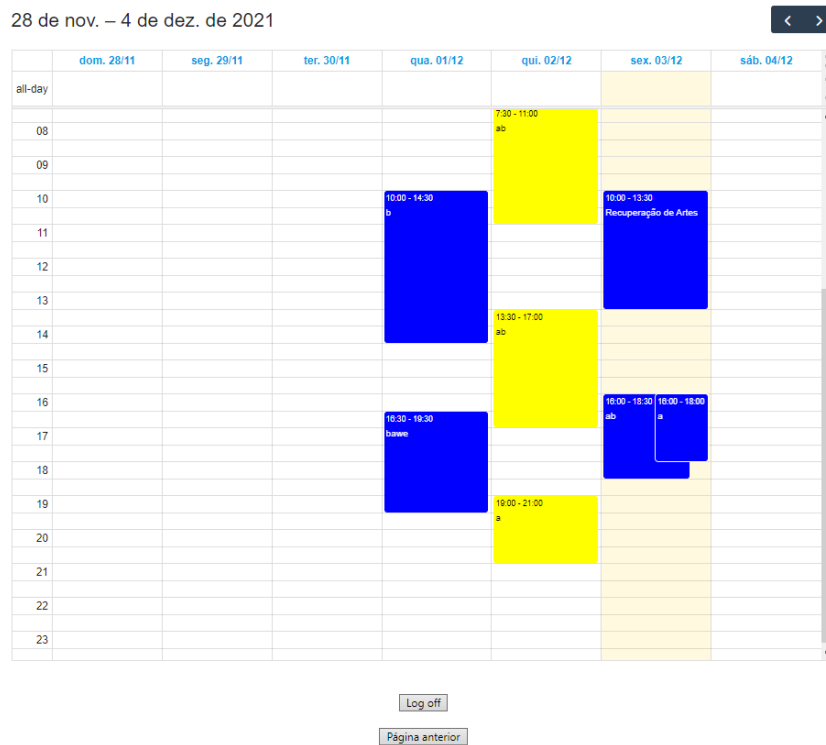 28 de nov. – 4 de dez. de 2021
dom. 28/11 seg. 29/11 ter. 30/11 qua. 01/12 qui. 02/12 sex. 03/12 sáb. 04/12
all-day
7:30 - 11:00
ab
08
09
10
10:00 - 14:30
b
10:00 - 13:30
Recuperação de Artes
11
12
13
13:30 - 17:00
ab
14
15
16
16:00 - 18:30
ab
16:00 - 18:00
a
16:30 - 19:30
bawe
17
18
19
19:00 - 21:00
a
20
21
22
23
Log off
Página anterior